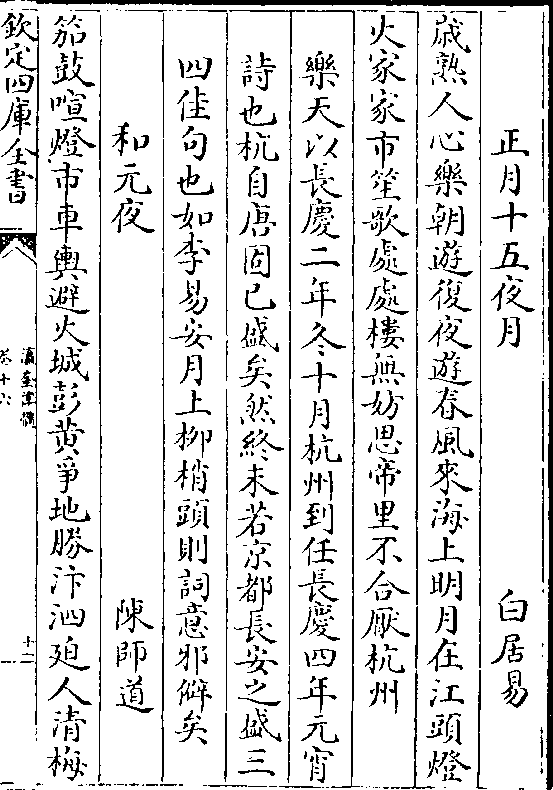 正月十五夜月 白居易
歳熟人心樂朝遊復夜遊春風來海上明月在江頭燈
火家家市笙歌處處樓無妨思帝里不合厭杭州
樂天以長慶二年冬十月杭州到任長慶四年元宵
詩也杭自唐固已盛矣然終未若京都長安之盛三
四佳句也如李易安月上柳梢頭則詞意邪僻矣
和元夜 陳師道
笳鼓喧燈市車輿避火城彭黄爭地勝汴泗廹人清梅
欽定四庫全書
瀛奎律髓
卷十六
十一